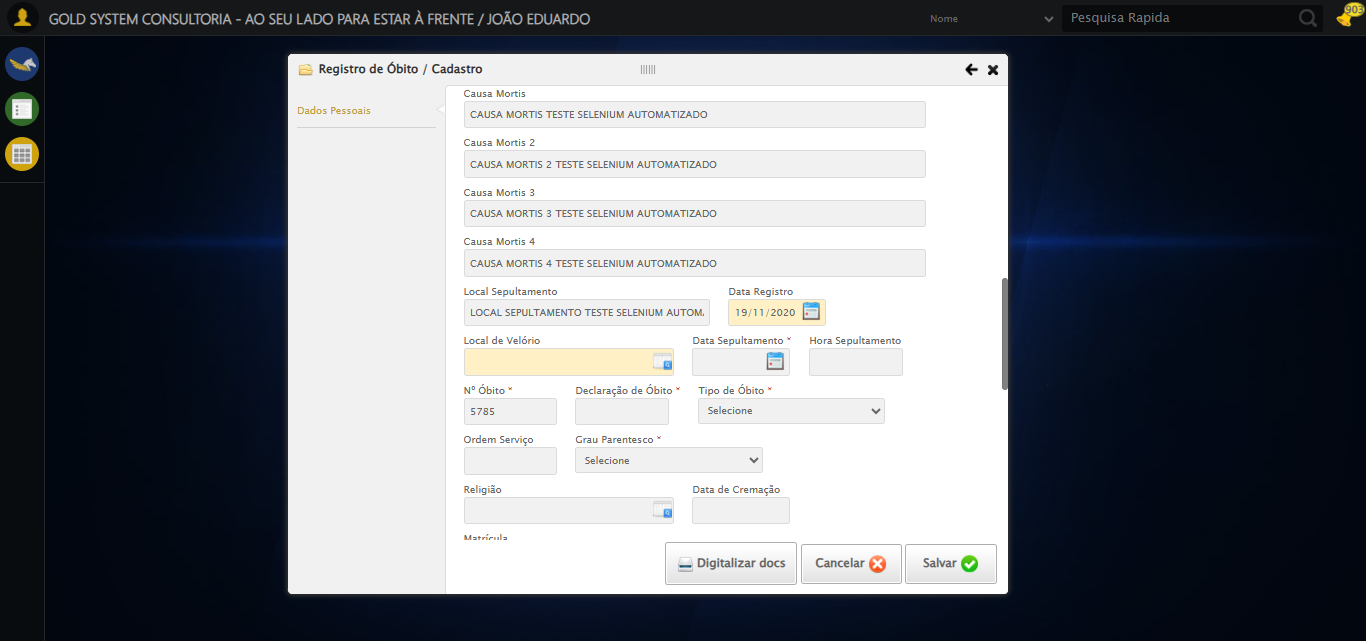 GOLD SYSTEM CONSULTORIA - AO SEU LADO PARA ESTAR À FRENTE / JOÃO EDUARDO
Nome
Pesquisa Rapida
903
Registro de Óbito / Cadastro
Dados Pessoais
Causa Mortis
CAUSA MORTIS TESTE SELENIUM AUTOMATIZADO
Causa Mortis 2
CAUSA MORTIS 2 TESTE SELENIUM AUTOMATIZADO
Causa Mortis 3
CAUSA MORTIS 3 TESTE SELENIUM AUTOMATIZADO
Causa Mortis 4
CAUSA MORTIS 4 TESTE SELENIUM AUTOMATIZADO
Local Sepultamento Data Registro
LOCAL SEPULTAMENTO TESTE SELENIUM AUTOMA 19/11/2020
Local de Velório Data Sepultamento * Hora Sepultamento
Nº Óbito * Declaração de Óbito * Tipo de Óbito *
5785 Selecione
Ordem Serviço Grau Parentesco *
Selecione
Religião Data de Cremação
Matrícula
Digitalizar docs Cancelar Salvar